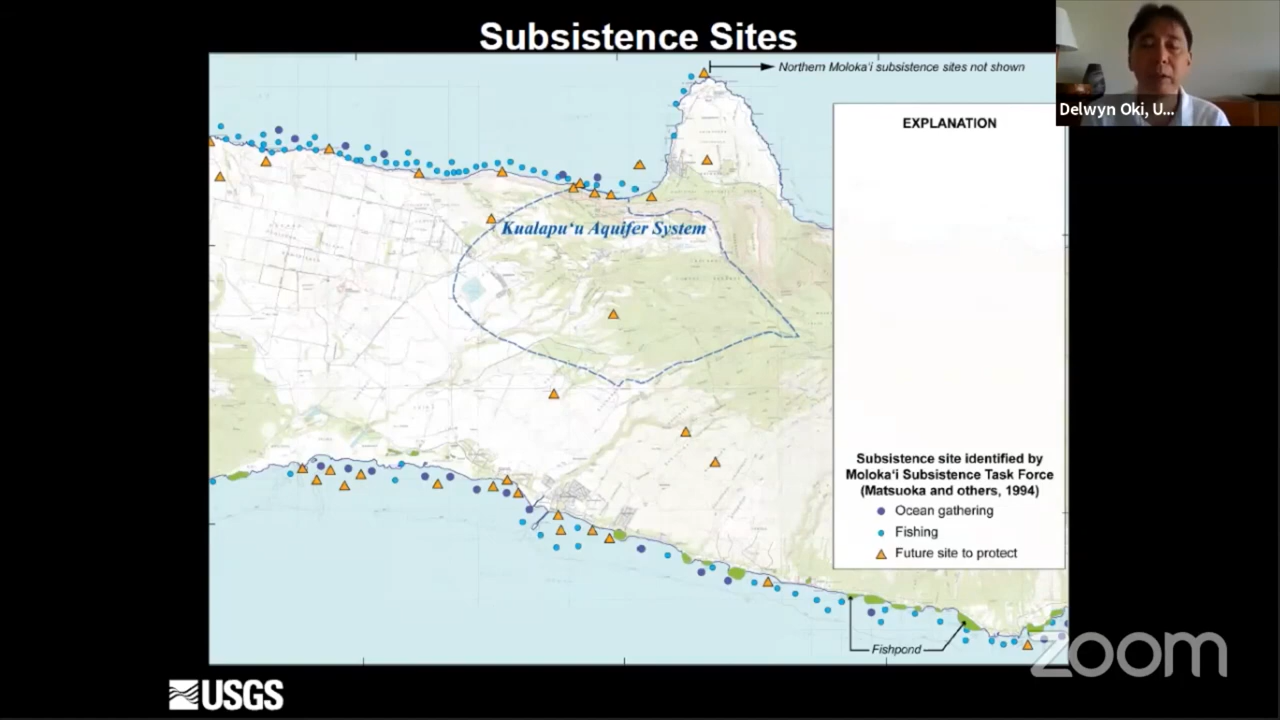 Subsistence Sites
Northern Moloka'i subsistence sites not shown
Delwyn Oki, U...
EXPLANATION
Kualapu'u Aquifer System
Subsistence site identified by
Moloka'i Subsistence Task Force
(Matsuoka and others, 1994)
Ocean gathering
Fishing
Future site to protect
Fishpond
zoom
USGS